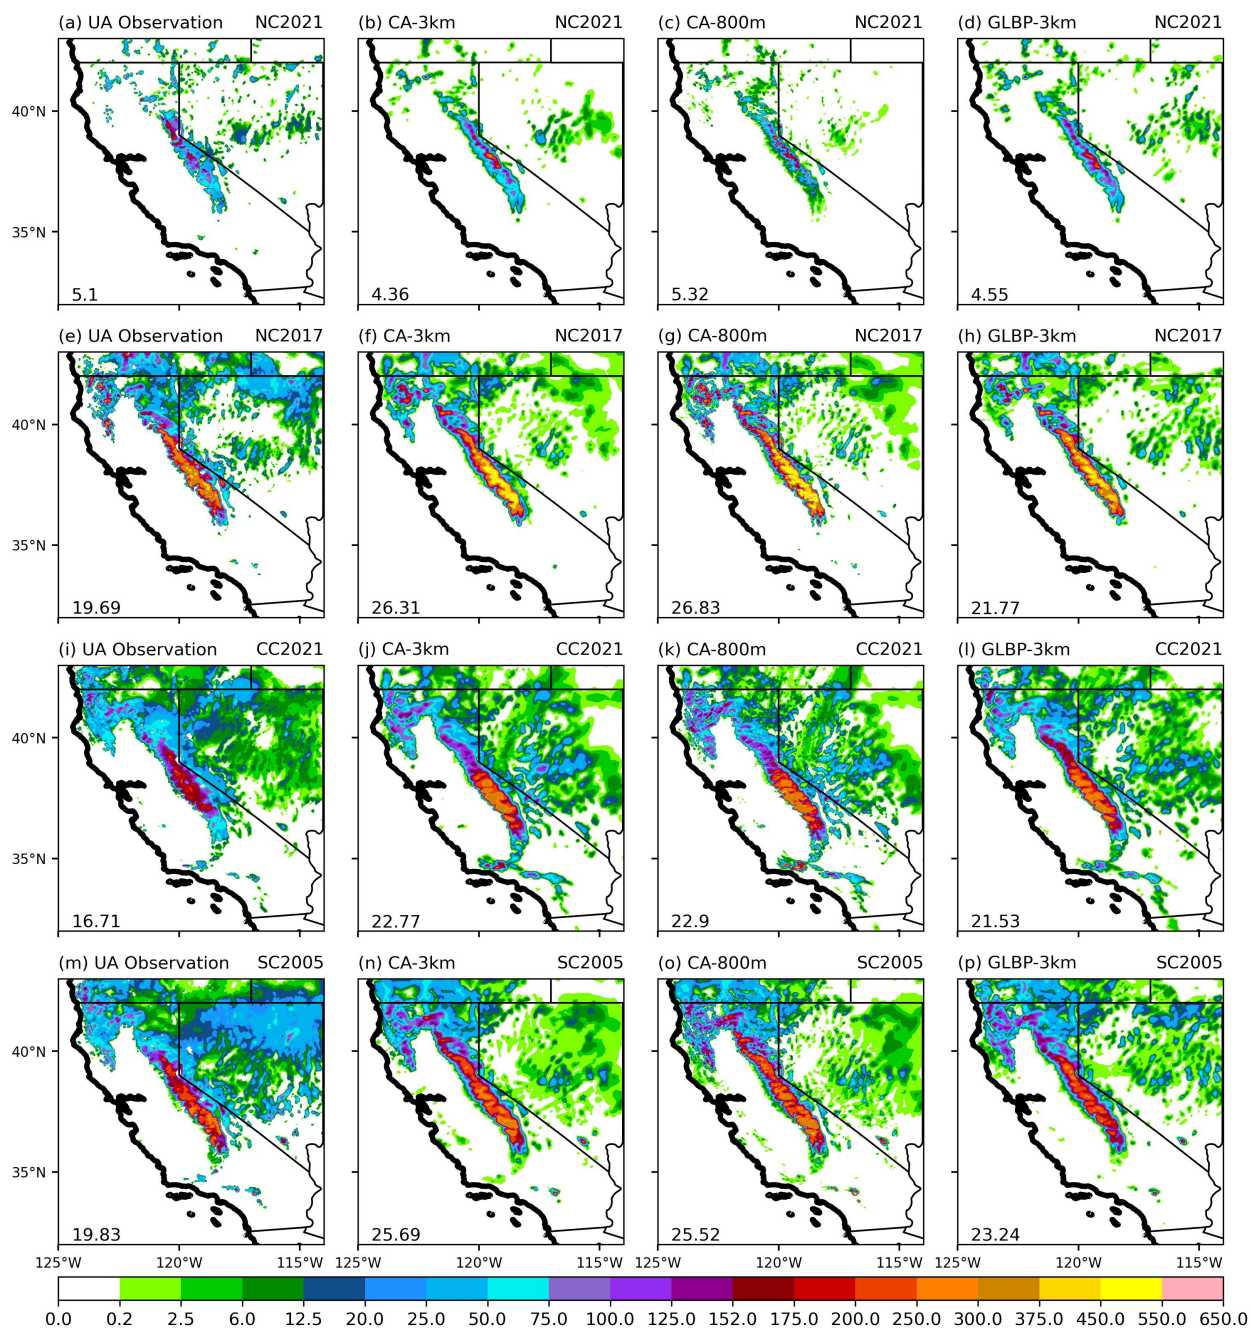 (a) UA Observation NC2021 (b) CA-3km NC2021 (c) CA-800m NC2021 (d) GLBP-3km NC2021
40°N
35°N
5.1 4.36 5.32 4.55
(e) UA Observation NC2017 (f) CA-3km NC2017 (g) CA-800m NC2017 (h) GLBP-3km NC2017
40°N
35°N
19.69 26.31 26.83 21.77
(i) UA Observation CC2021 (j) CA-3km CC2021 (k) CA-800m CC2021 (l) GLBP-3km CC2021
40°N
35°N
16.71 22.77 22.9 21.53
(m) UA Observation SC2005 (n) CA-3km SC2005 (o) CA-800m SC2005 (p) GLBP-3km SC2005
40°N
35°N
19.83 25.69 25.52 23.24
125°W 120°W 115°W 120°W 115°W 120°W 115°W 120°W 115°W
0.0 0.2 2.5 6.0 12.5 20.0 25.0 50.0 75.0 100.0 125.0 152.0 175.0 200.0 250.0 300.0 375.0 450.0 550.0 650.0